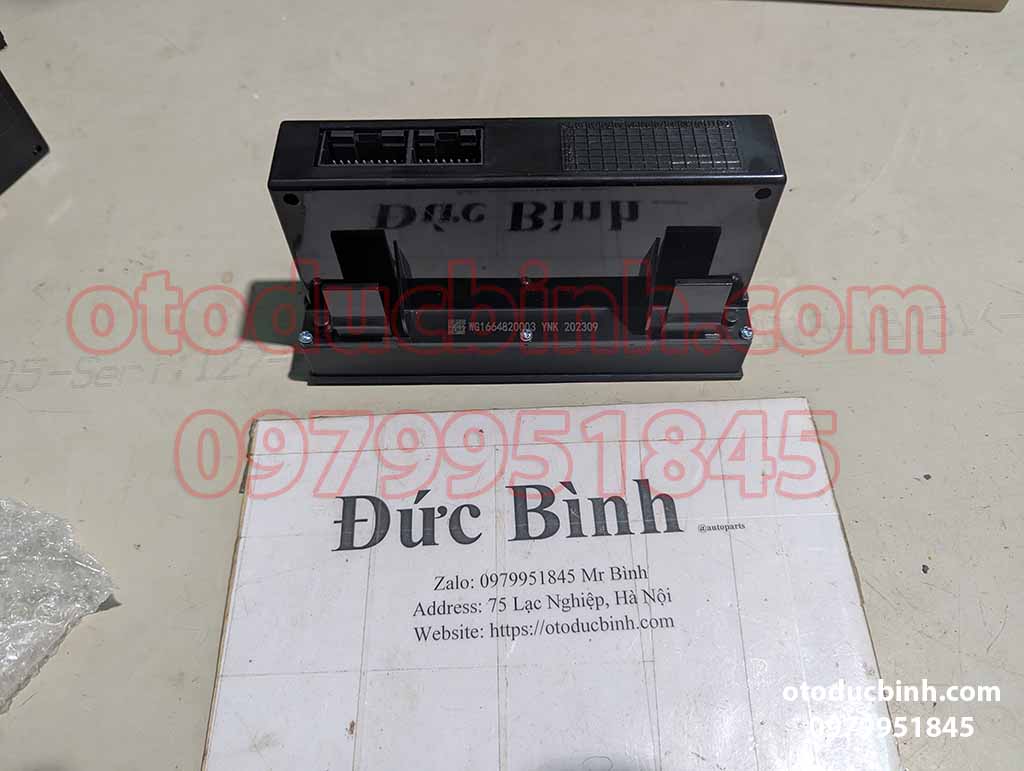 Đức Bình
otoducbinh.com
WG1664820003 YNK 202309
0979951845
Đức Bình @autoparts
Zalo: 0979951845 Mr Bình
Address: 75 Lạc Nghiệp, Hà Nội
Website: https://otoducbinh.com
otoducbinh.com
0979951845